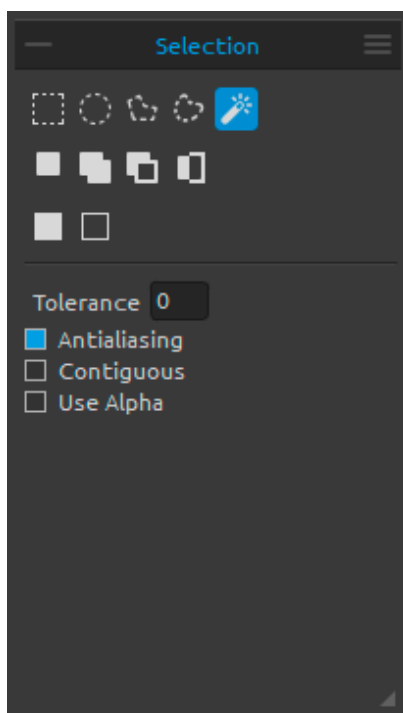 Selection
Tolerance 0
Antialiasing
Contiguous
Use Alpha